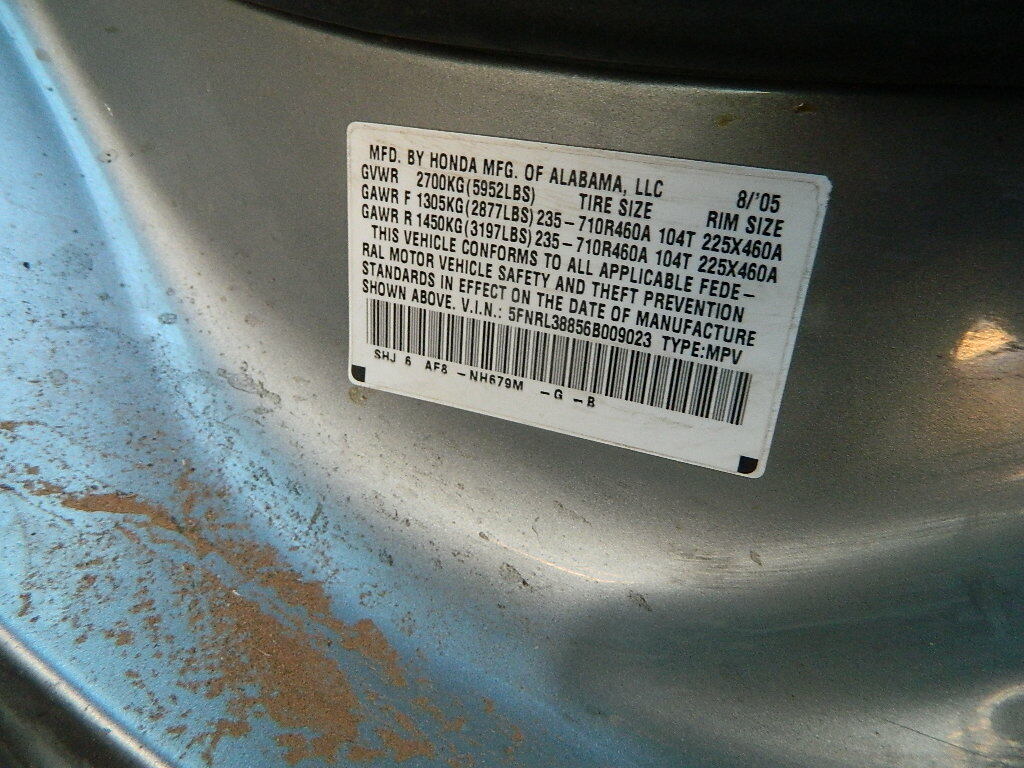 MFD. BY HONDA MFG. OF ALABAMA, LLC 8/'05
GVWR 2700KG(5952LBS) TIRE SIZE RIM SIZE
GAWR F 1305KG(2877LBS) 235-710R460A 104T 225X460A
GAWR R 1450KG(3197LBS) 235-710R460A 104T 225X460A
THIS VEHICLE CONFORMS TO ALL APPLICABLE FEDE-
RAL MOTOR VEHICLE SAFETY AND THEFT PREVENTION
STANDARDS IN EFFECT ON THE DATE OF MANUFACTURE
SHOWN ABOVE. V.I.N.: 5FNRL38856B009023 TYPE:MPV
SHJ 6 AF8 -NH679M -G -B